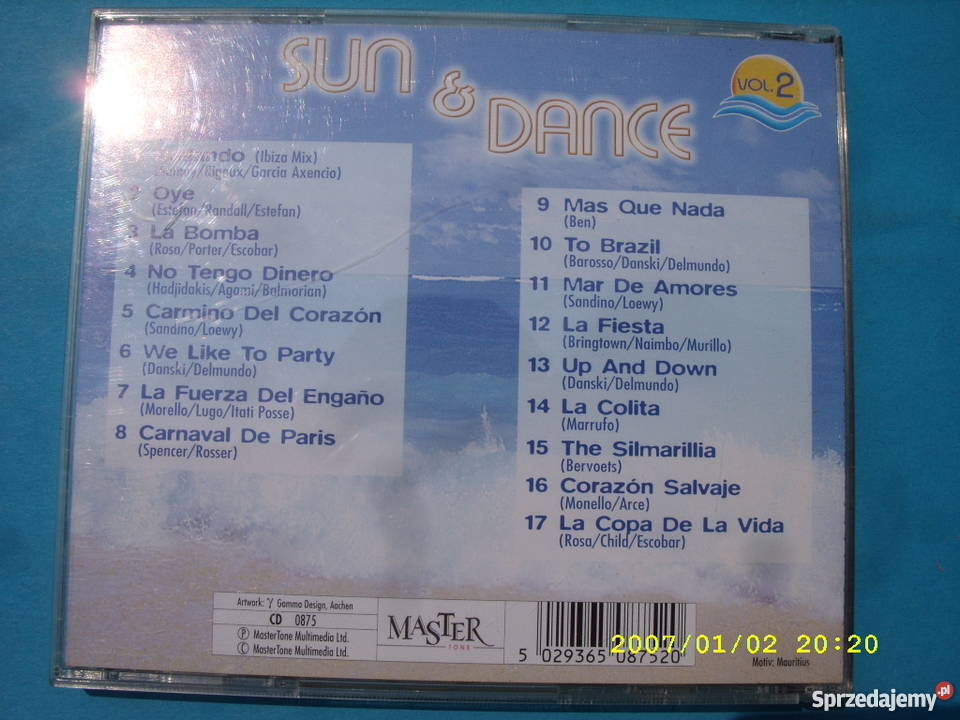 SUN
& DANCE
VOL. 2
(Ibiza Mix)
Garcia Axencio)
2 Oye
(Estefan/Randall/Estefan)
3 La Bomba
(Rosa/Porter/Escobar)
4 No Tengo Dinero
(Hadjidakis/Agami/Balmorian)
5 Carmino Del Corazón
(Sandino/Loewy)
6 We Like To Party
(Danski/Delmundo)
7 La Fuerza Del Engaño
(Morello/Lugo/Itati Posse)
8 Carnaval De Paris
(Spencer/Rosser)
9 Mas Que Nada
(Ben)
10 To Brazil
(Barosso/Danski/Delmundo)
11 Mar De Amores
(Sandino/Loewy)
12 La Fiesta
(Bringtown/Naimbo/Murillo)
13 Up And Down
(Danski/Delmundo)
14 La Colita
(Marrufo)
15 The Silmarillia
(Bervoets)
16 Corazón Salvaje
(Monello/Arce)
17 La Copa De La Vida
(Rosa/Child/Escobar)
Artwork: γ Gamma Design, Aachen
CD 0875
Ⓟ MasterTone Multimedia Ltd.
Ⓒ MasterTone Multimedia Ltd.
MASTER
TONE
5 029365 087520
Motiv: Mauritius
2007/01/02 20:20
Sprzedajemy.pl